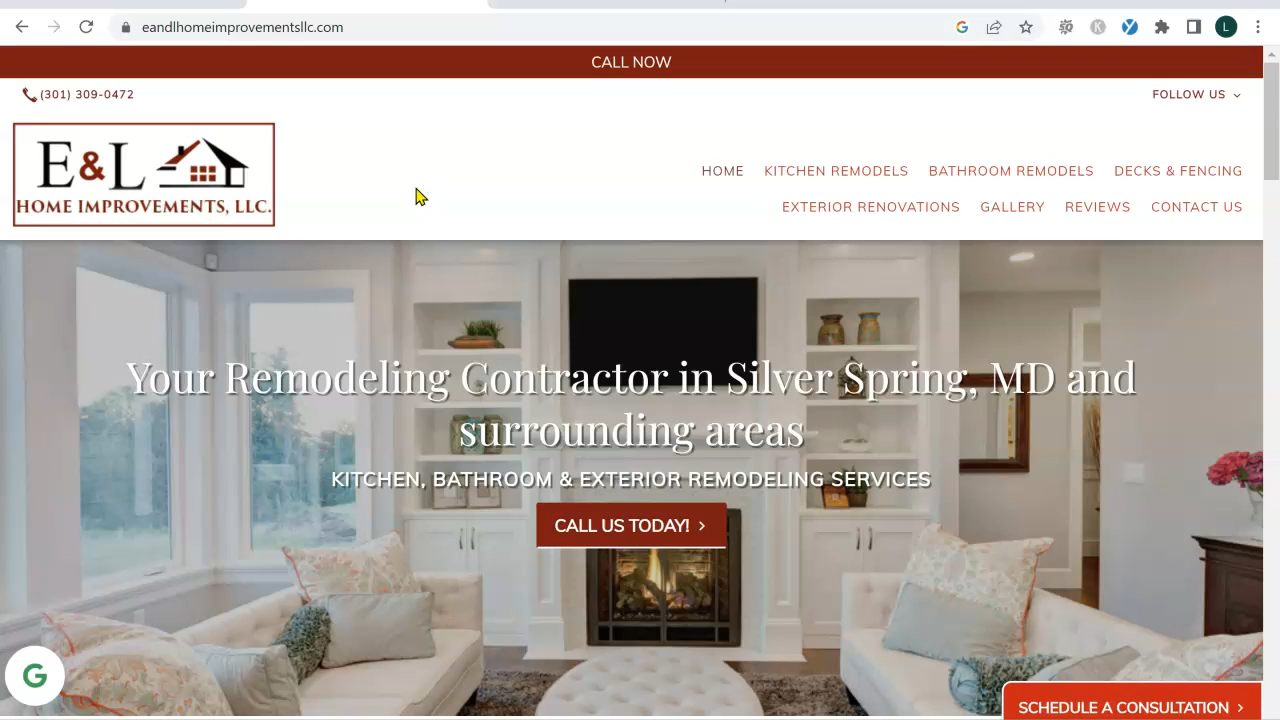 eandlhomeimprovementsllc.com
L
CALL NOW
(301) 309-0472
FOLLOW US
E&L
HOME IMPROVEMENTS, LLC.
HOME KITCHEN REMODELS BATHROOM REMODELS DECKS & FENCING
EXTERIOR RENOVATIONS GALLERY REVIEWS CONTACT US
Your Remodeling Contractor in Silver Spring, MD and
surrounding areas
KITCHEN, BATHROOM & EXTERIOR REMODELING SERVICES
CALL US TODAY!
G
SCHEDULE A CONSULTATION